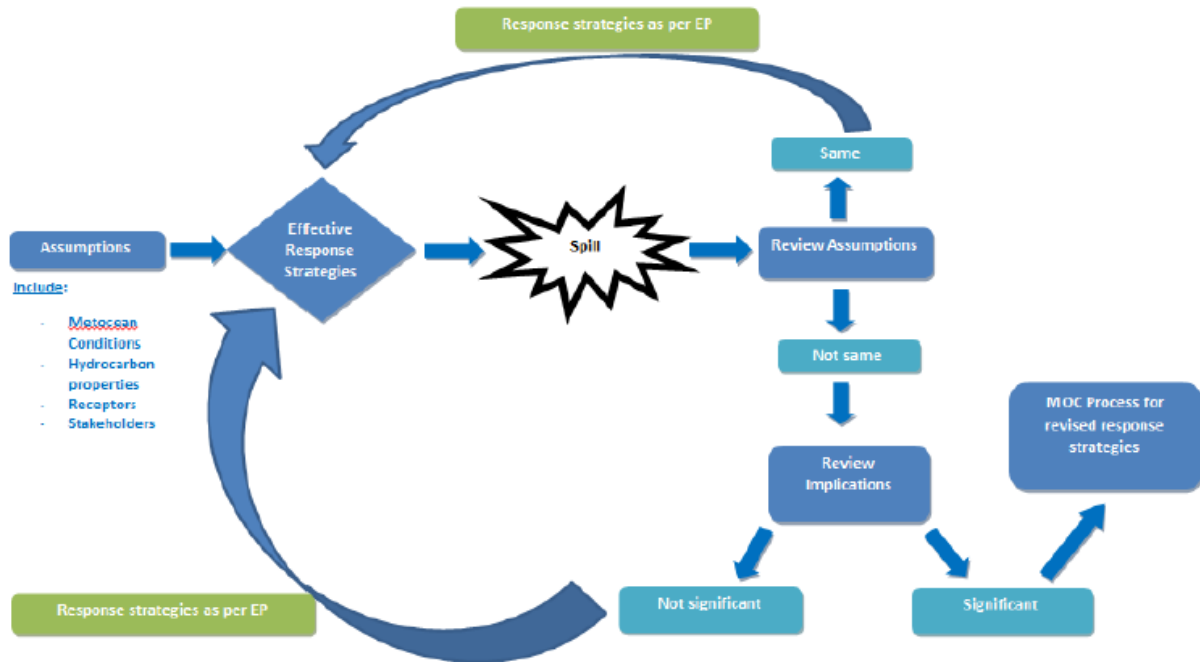 Response strategies as per EP
Same
Assumptions
Effective
Response
Strategies
Spill
Review Assumptions
Include:
- Metocean
Conditions
- Hydrocarbon
properties
- Receptors
- Stakeholders
Not same
MOC Process for
revised response
strategies
Review
Implications
Response strategies as per EP
Not significant
Significant